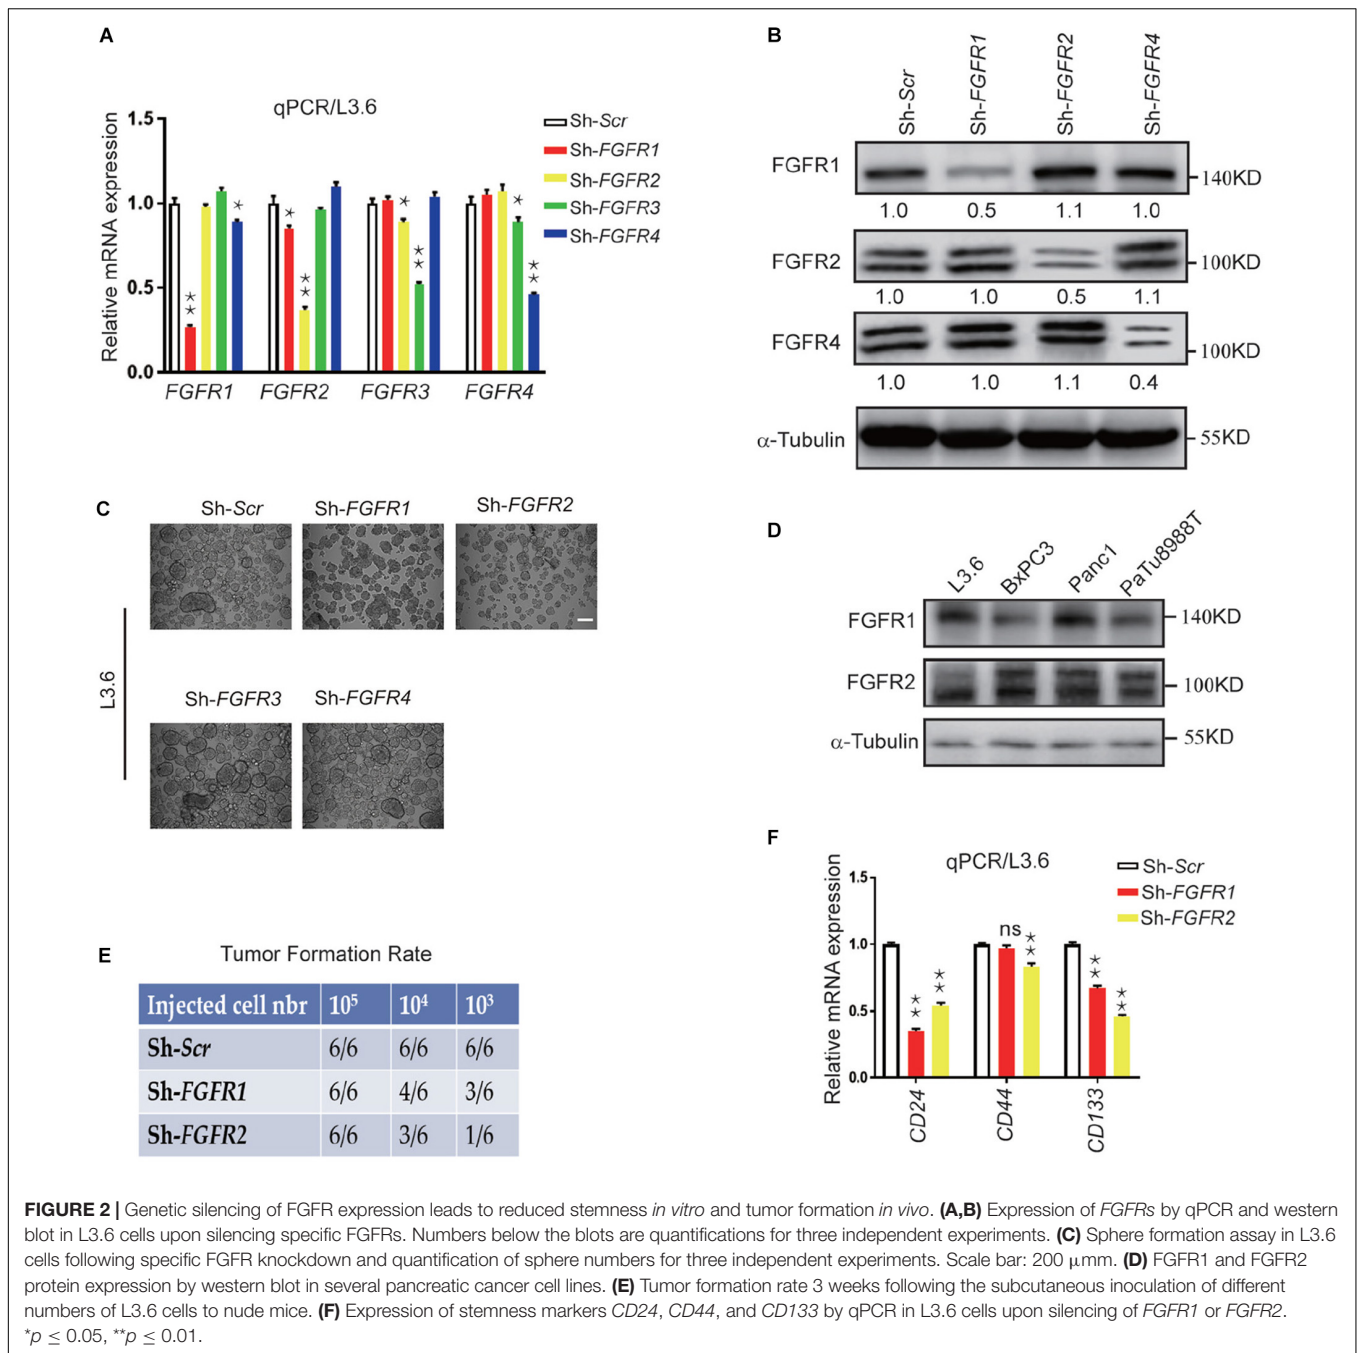 A
qPCR/L3.6
Relative mRNA expression
1.5
1.0
0.5
0.0
Sh-Scr
Sh-FGFR1
Sh-FGFR2
Sh-FGFR3
Sh-FGFR4
** * * ** * ** * **
FGFR1 FGFR2 FGFR3 FGFR4
B
Sh-Scr Sh-FGFR1 Sh-FGFR2 Sh-FGFR4
FGFR1 140KD
1.0 0.5 1.1 1.0
FGFR2 100KD
1.0 1.0 0.5 1.1
FGFR4 100KD
1.0 1.0 1.1 0.4
α-Tubulin 55KD
C
Sh-Scr Sh-FGFR1 Sh-FGFR2
L3.6
Sh-FGFR3 Sh-FGFR4
D
L3.6 BxPC3 Panc1 PaTu8988T
FGFR1 140KD
FGFR2 100KD
α-Tubulin 55KD
E
Tumor Formation Rate
Injected cell nbr 10⁵ 10⁴ 10³
Sh-Scr 6/6 6/6 6/6
Sh-FGFR1 6/6 4/6 3/6
Sh-FGFR2 6/6 3/6 1/6
F
qPCR/L3.6
Relative mRNA expression
1.5
1.0
0.5
0.0
Sh-Scr
Sh-FGFR1
Sh-FGFR2
** ** ns ** ** **
CD24 CD44 CD133
FIGURE 2 | Genetic silencing of FGFR expression leads to reduced stemness in vitro and tumor formation in vivo. (A,B) Expression of FGFRs by qPCR and western
blot in L3.6 cells upon silencing specific FGFRs. Numbers below the blots are quantifications for three independent experiments. (C) Sphere formation assay in L3.6
cells following specific FGFR knockdown and quantification of sphere numbers for three independent experiments. Scale bar: 200 μmm. (D) FGFR1 and FGFR2
protein expression by western blot in several pancreatic cancer cell lines. (E) Tumor formation rate 3 weeks following the subcutaneous inoculation of different
numbers of L3.6 cells to nude mice. (F) Expression of stemness markers CD24, CD44, and CD133 by qPCR in L3.6 cells upon silencing of FGFR1 or FGFR2.
*p ≤ 0.05, **p ≤ 0.01.